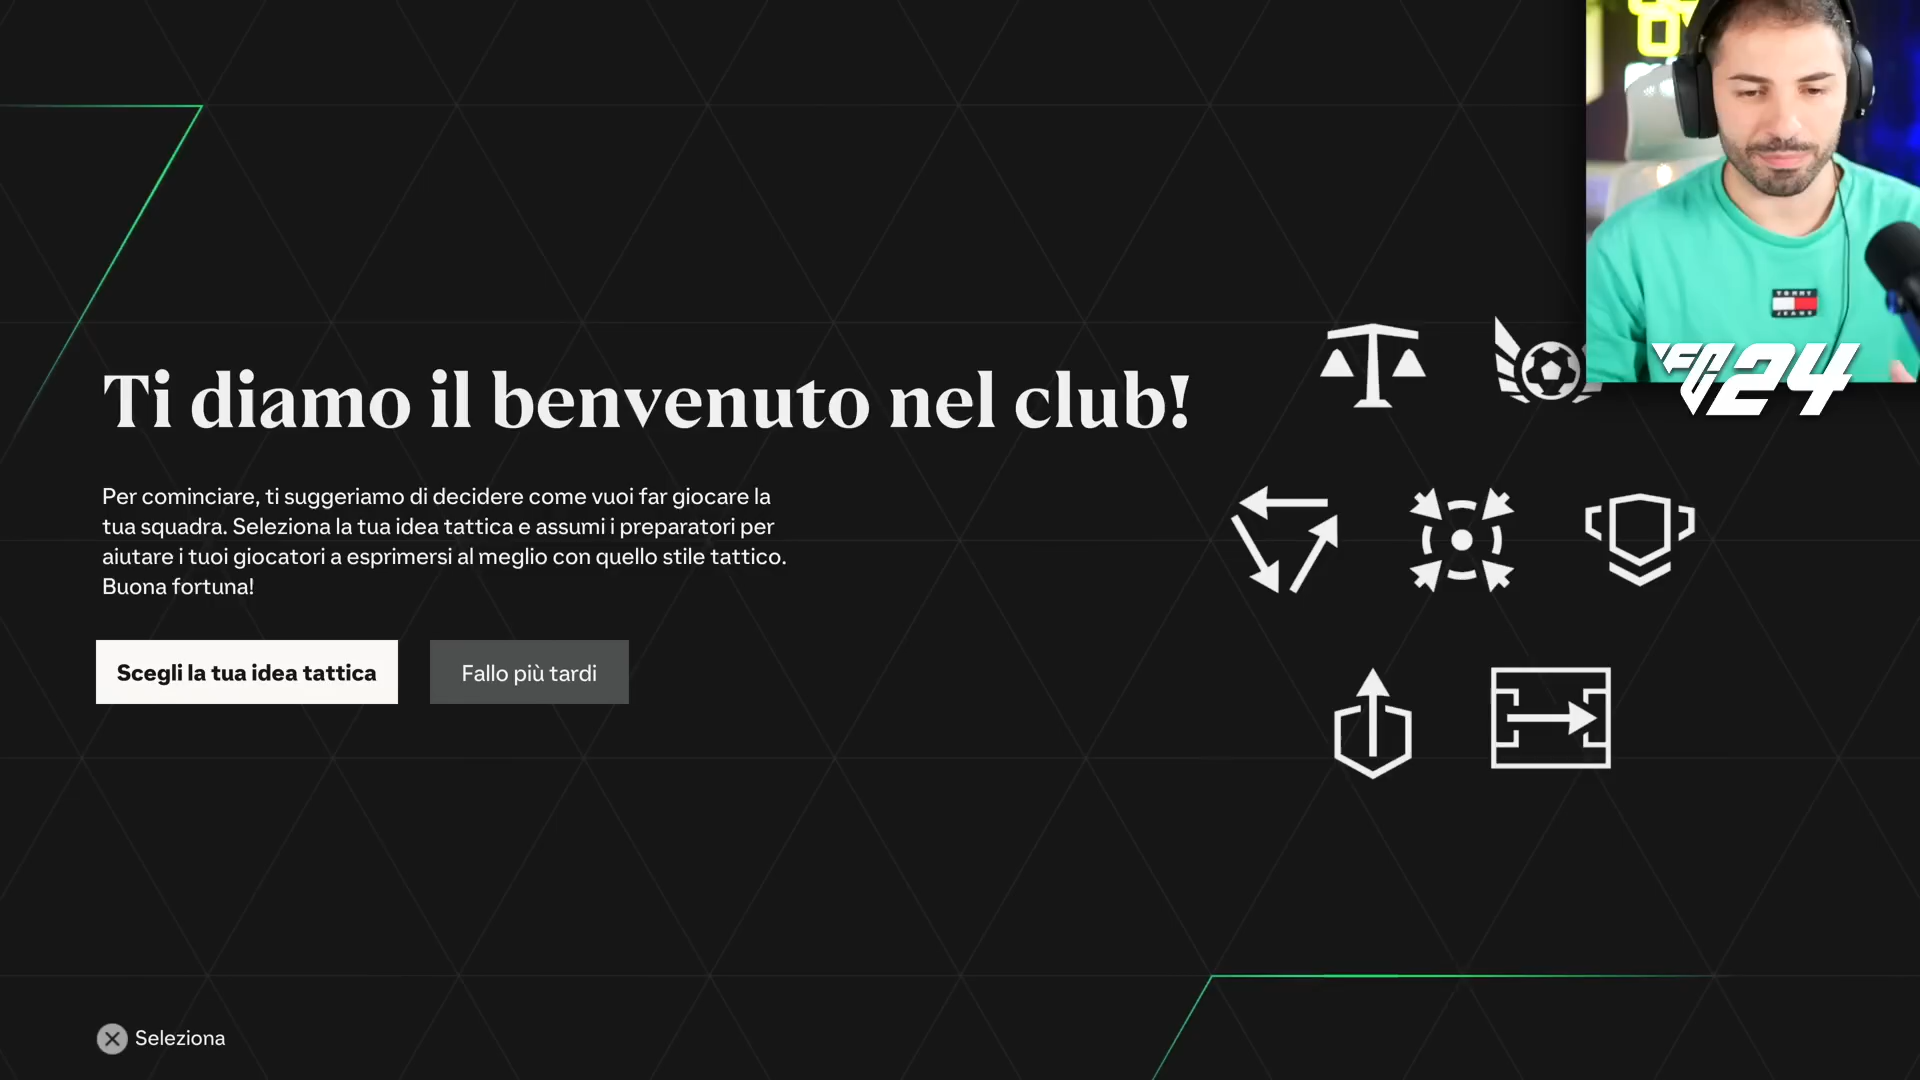 Ti diamo il benvenuto nel club!
Per cominciare, ti suggeriamo di decidere come vuoi far giocare la
tua squadra. Seleziona la tua idea tattica e assumi i preparatori per
aiutare i tuoi giocatori a esprimersi al meglio con quello stile tattico.
Buona fortuna!
Scegli la tua idea tattica
Fallo più tardi
Seleziona
TOMMY
JEANS
FC 24